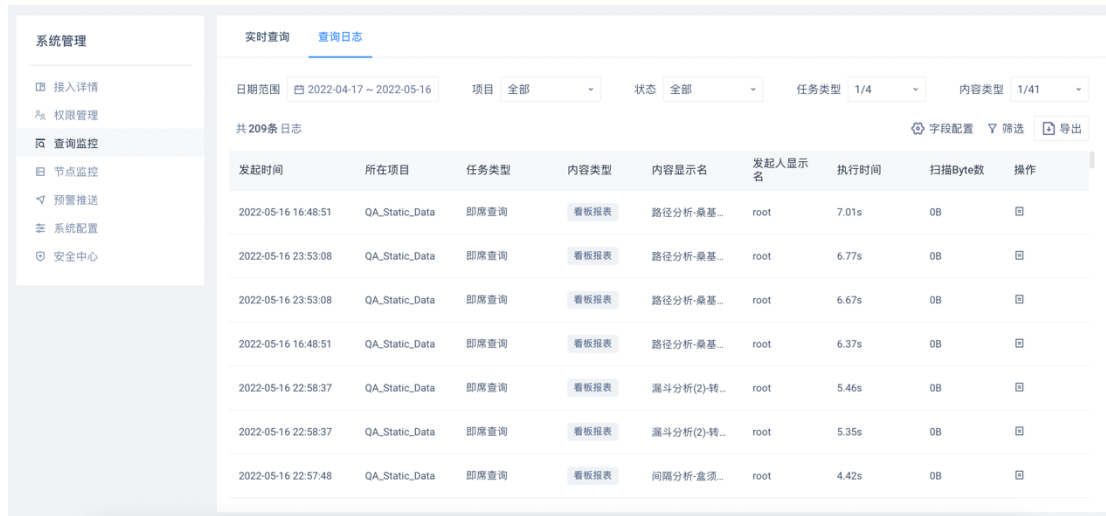 系统管理
接入详情
权限管理
查询监控
节点监控
预警推送
系统配置
安全中心
实时查询 查询日志
日期范围 2022-04-17 ~ 2022-05-16 项目 全部 状态 全部 任务类型 1/4 内容类型 1/41
共209条日志 字段配置 筛选 导出
发起时间 所在项目 任务类型 内容类型 内容显示名 发起人显示名 执行时间 扫描Byte数 操作
2022-05-16 16:48:51 QA_Static_Data 即席查询 看板报表 路径分析-桑基... root 7.01s 0B
2022-05-16 23:53:08 QA_Static_Data 即席查询 看板报表 路径分析-桑基... root 6.77s 0B
2022-05-16 23:53:08 QA_Static_Data 即席查询 看板报表 路径分析-桑基... root 6.67s 0B
2022-05-16 16:48:51 QA_Static_Data 即席查询 看板报表 路径分析-桑基... root 6.37s 0B
2022-05-16 22:58:37 QA_Static_Data 即席查询 看板报表 漏斗分析(2)-转... root 5.46s 0B
2022-05-16 22:58:37 QA_Static_Data 即席查询 看板报表 漏斗分析(2)-转... root 5.35s 0B
2022-05-16 22:57:48 QA_Static_Data 即席查询 看板报表 间隔分析-盒须... root 4.42s 0B